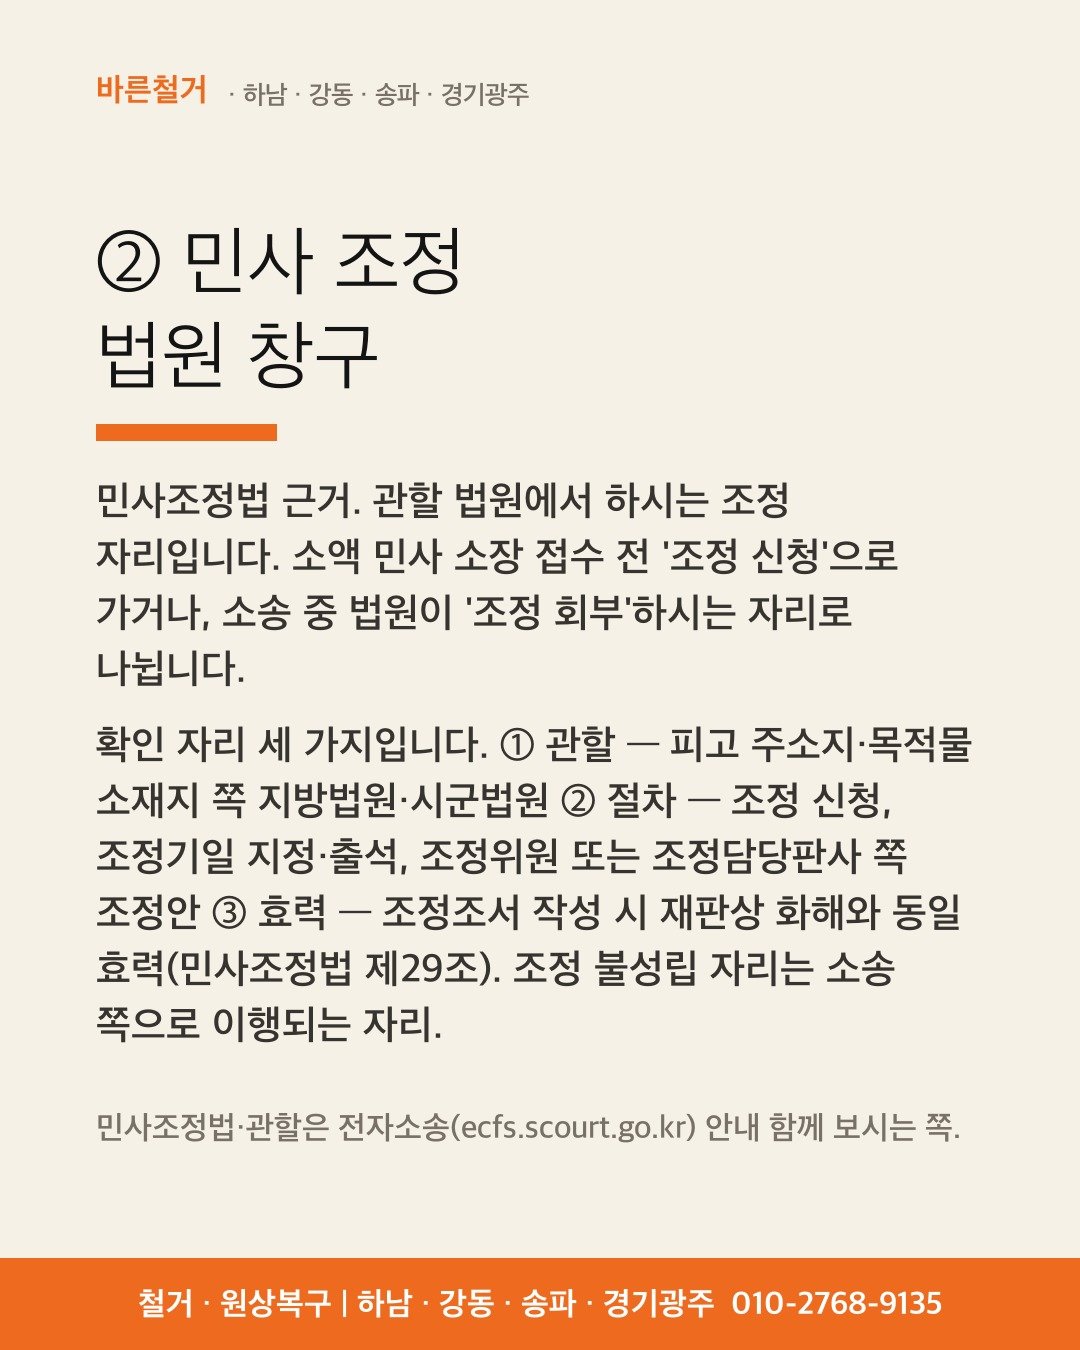 바른철거 · 하남 · 강동 · 송파 · 경기광주
② 민사 조정
법원 창구
민사조정법 근거. 관할 법원에서 하시는 조정
자리입니다. 소액 민사 소장 접수 전 '조정 신청'으로
가거나, 소송 중 법원이 '조정 회부'하시는 자리로
나뉩니다.
확인 자리 세 가지입니다. ① 관할 — 피고 주소지·목적물
소재지 쪽 지방법원·시군법원 ② 절차 — 조정 신청,
조정기일 지정·출석, 조정위원 또는 조정담당판사 쪽
조정안 ③ 효력 — 조정조서 작성 시 재판상 화해와 동일
효력(민사조정법 제29조). 조정 불성립 자리는 소송
쪽으로 이행되는 자리.
민사조정법·관할은 전자소송(ecfs.scourt.go.kr) 안내 함께 보시는 쪽.
철거 · 원상복구 | 하남 · 강동 · 송파 · 경기광주 010-2768-9135